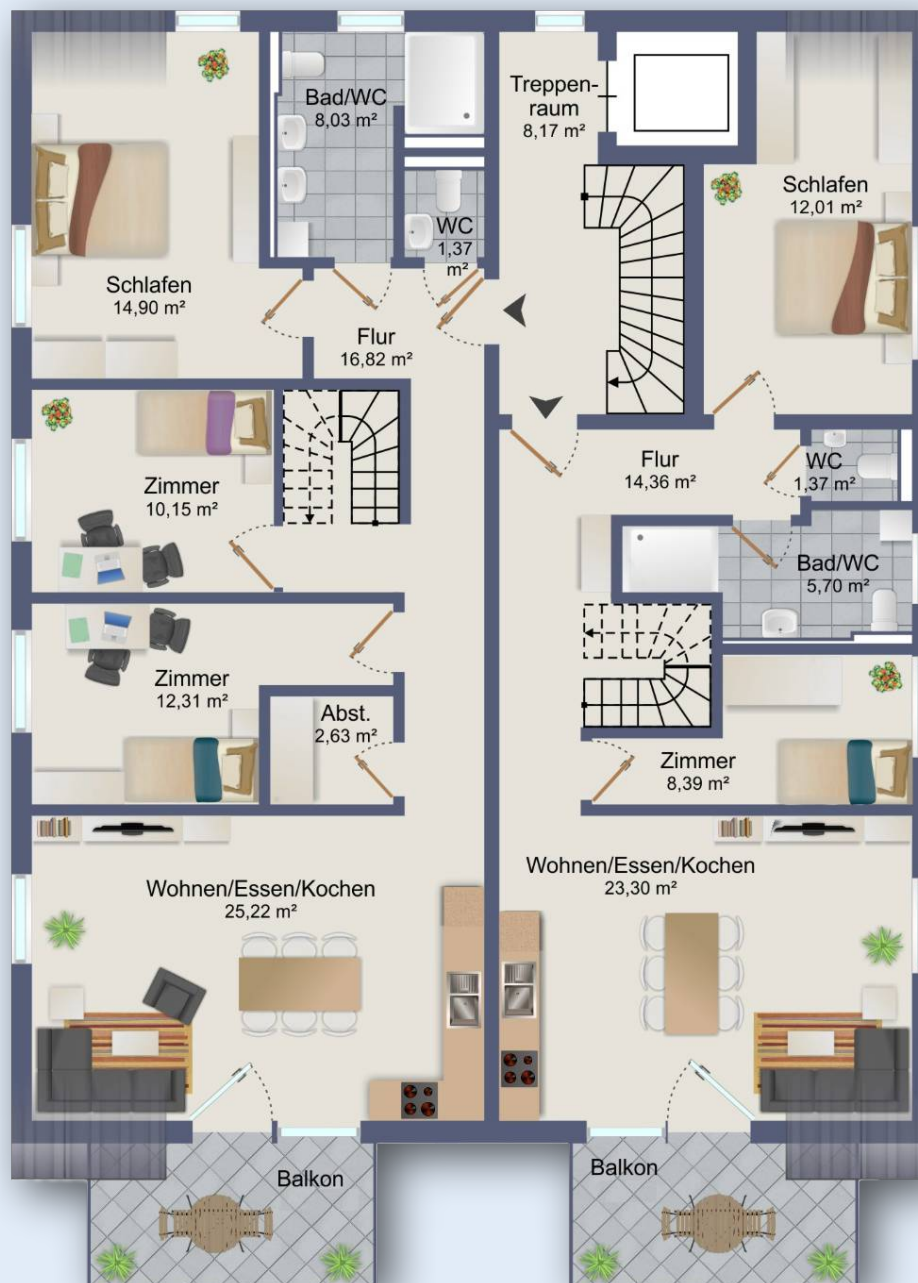 Bad/WC
8,03 m²
Treppen-
raum
8,17 m²
Schlafen
12,01 m²
WC
1,37
m²
Schlafen
14,90 m²
Flur
16,82 m²
Flur
14,36 m²
WC
1,37 m²
Zimmer
10,15 m²
Bad/WC
5,70 m²
Zimmer
12,31 m²
Abst.
2,63 m²
Zimmer
8,39 m²
Wohnen/Essen/Kochen
25,22 m²
Wohnen/Essen/Kochen
23,30 m²
Balkon
Balkon